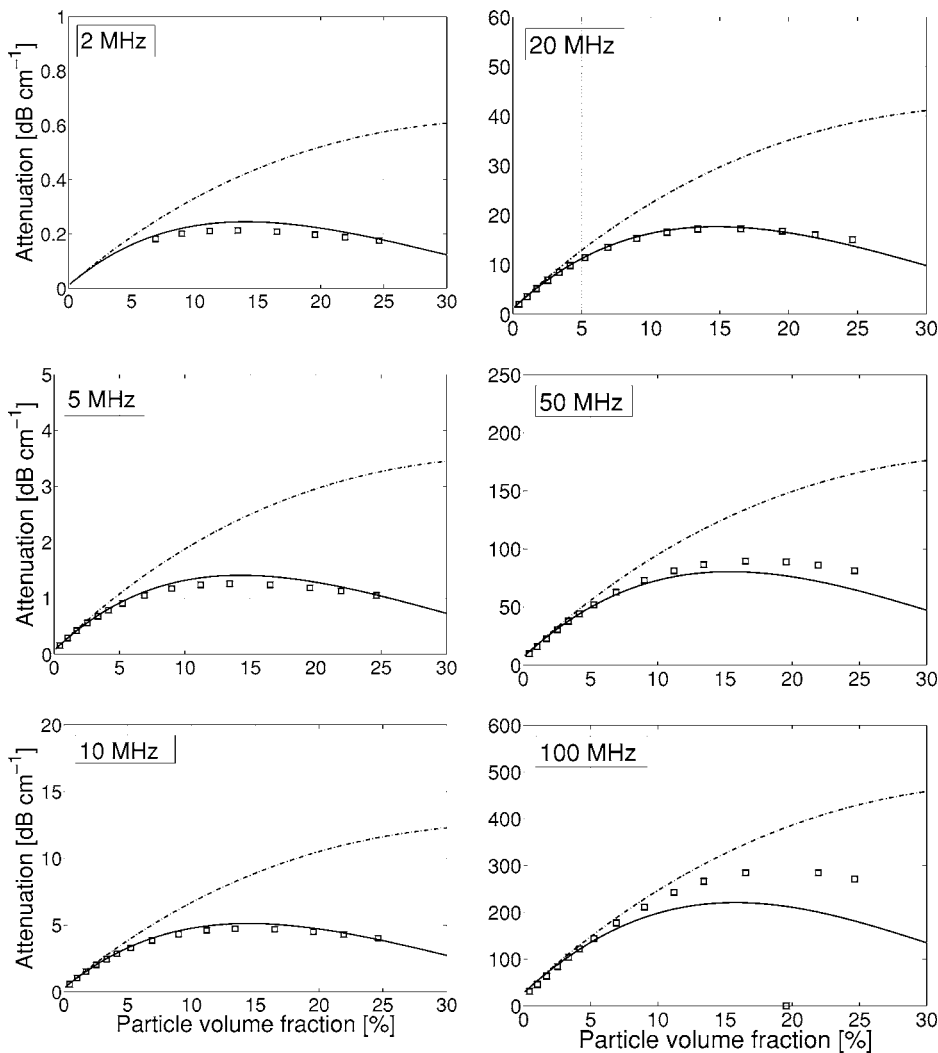 2 MHz
Attenuation [dB cm⁻¹]
1
0.8
0.6
0.4
0.2
0
0 5 10 15 20 25 30
20 MHz
60
50
40
30
20
10
0
0 5 10 15 20 25 30
5 MHz
Attenuation [dB cm⁻¹]
5
4
3
2
1
0
0 5 10 15 20 25 30
50 MHz
250
200
150
100
50
0
0 5 10 15 20 25 30
10 MHz
Attenuation [dB cm⁻¹]
20
15
10
5
0
0 5 10 15 20 25 30
Particle volume fraction [%]
100 MHz
600
500
400
300
200
100
0
0 5 10 15 20 25 30
Particle volume fraction [%]